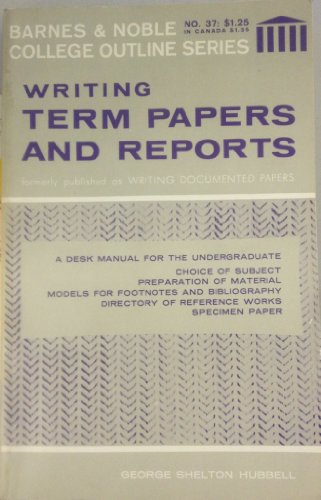 BARNES & NOBLE
COLLEGE OUTLINE SERIES
NO. 37: $1.25
IN CANADA $1.35
WRITING
TERM PAPERS
AND REPORTS
formerly published as WRITING DOCUMENTED PAPERS
A DESK MANUAL FOR THE UNDERGRADUATE
CHOICE OF SUBJECT
PREPARATION OF MATERIAL
MODELS FOR FOOTNOTES AND BIBLIOGRAPHY
DIRECTORY OF REFERENCE WORKS
SPECIMEN PAPER
GEORGE SHELTON HUBBELL